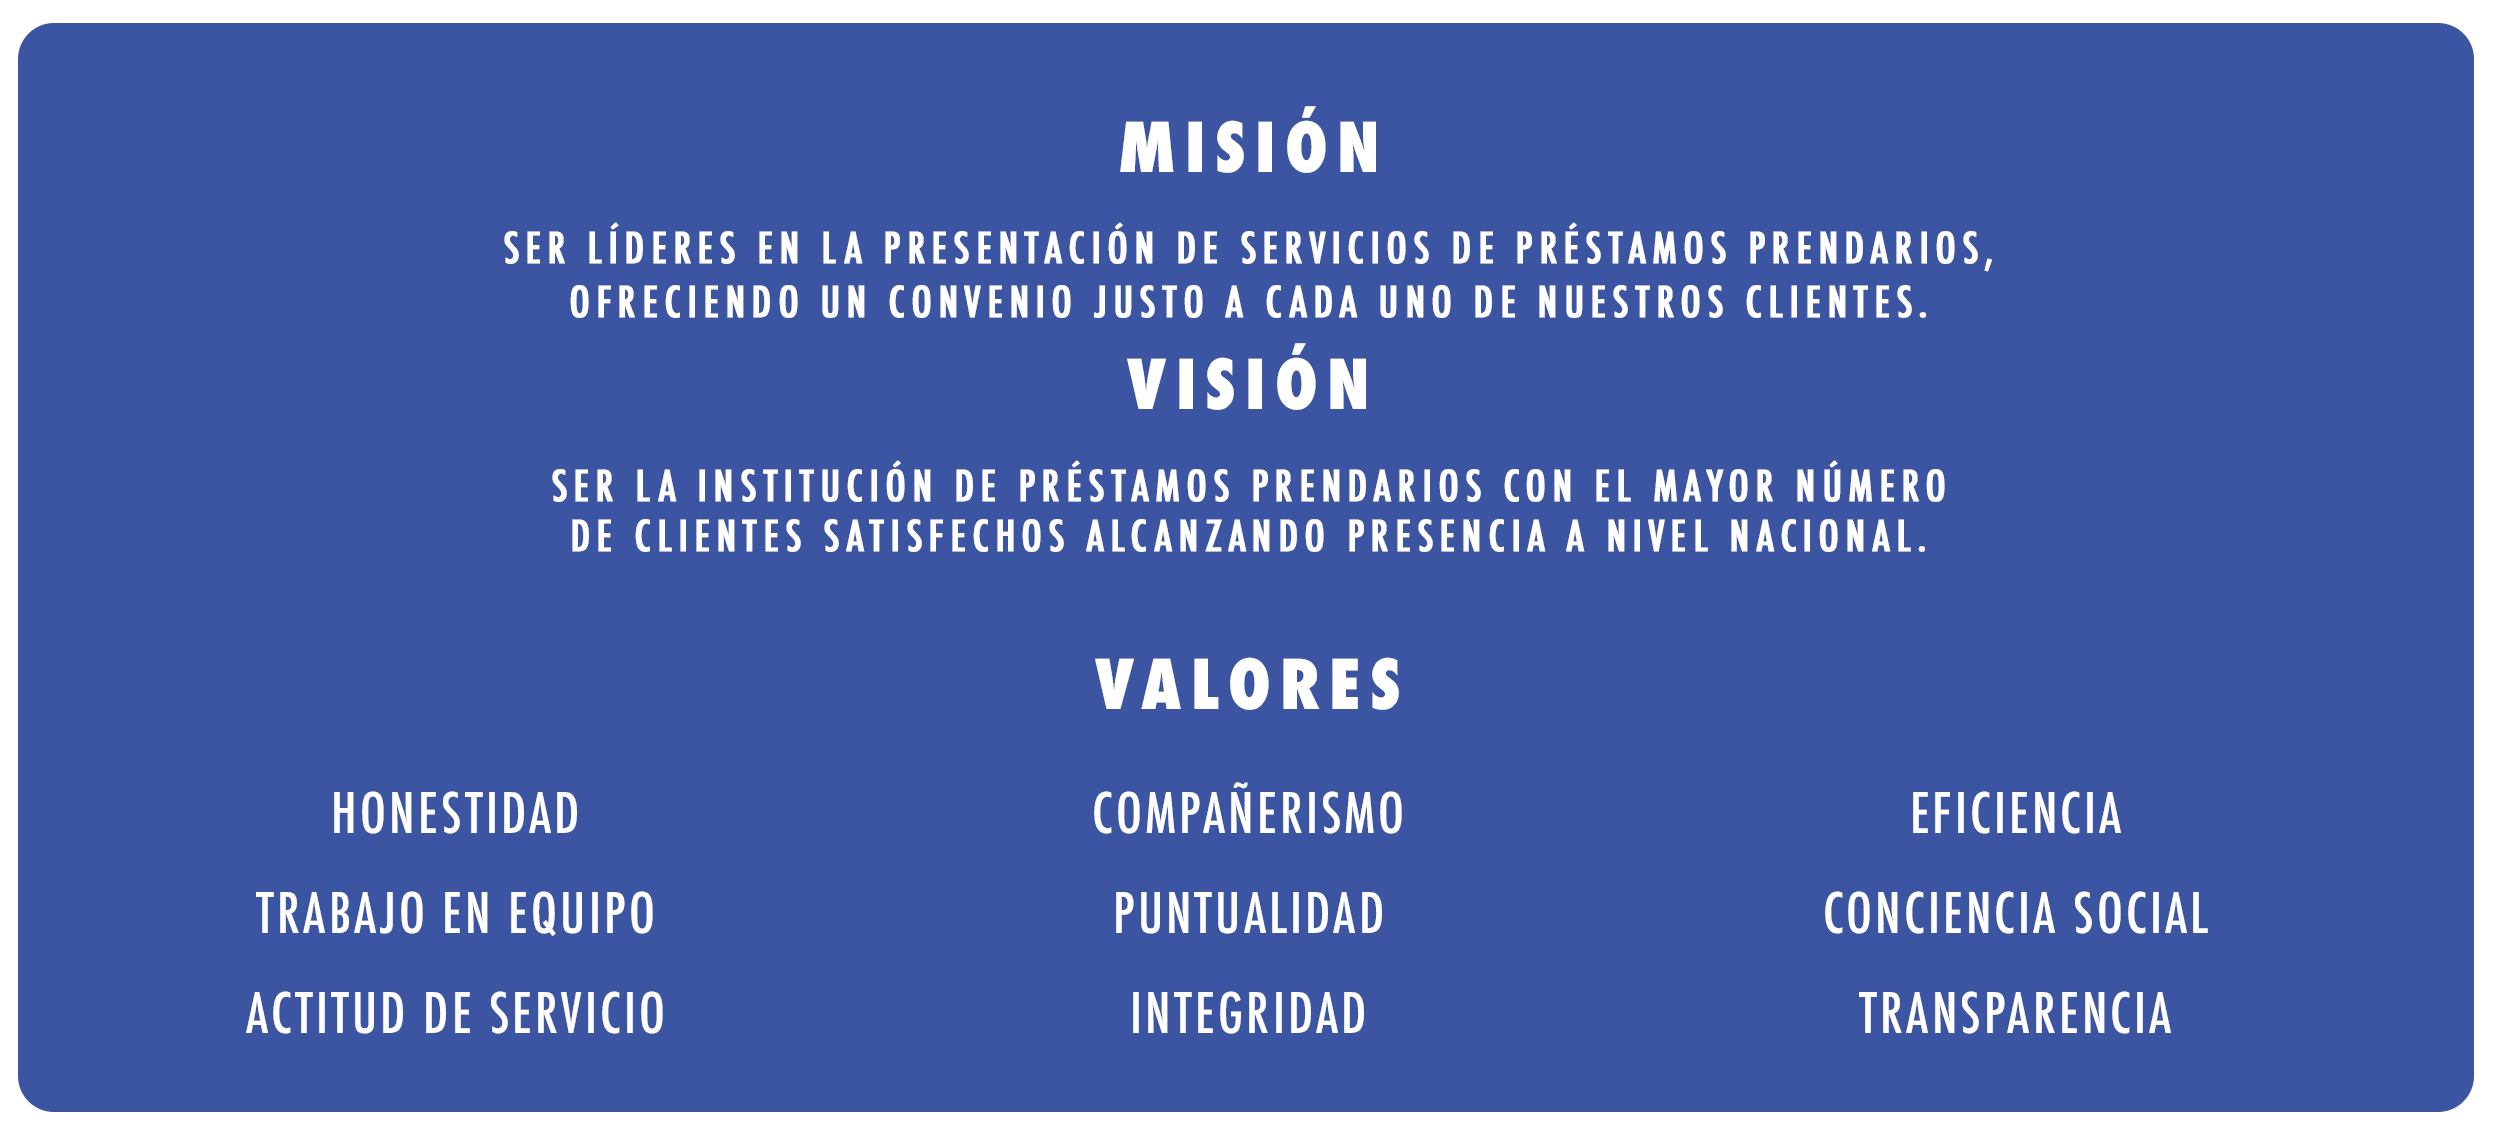 MISIÓN
SER LÍDERES EN LA PRESENTACIÓN DE SERVICIOS DE PRÉSTAMOS PRENDARIOS,
OFRECIENDO UN CONVENIO JUSTO A CADA UNO DE NUESTROS CLIENTES.
VISIÓN
SER LA INSTITUCIÓN DE PRÉSTAMOS PRENDARIOS CON EL MAYOR NÚMERO
DE CLIENTES SATISFECHOS ALCANZANDO PRESENCIA A NIVEL NACIONAL.
VALORES
HONESTIDAD COMPAÑERISMO EFICIENCIA
TRABAJO EN EQUIPO PUNTUALIDAD CONCIENCIA SOCIAL
ACTITUD DE SERVICIO INTEGRIDAD TRANSPARENCIA